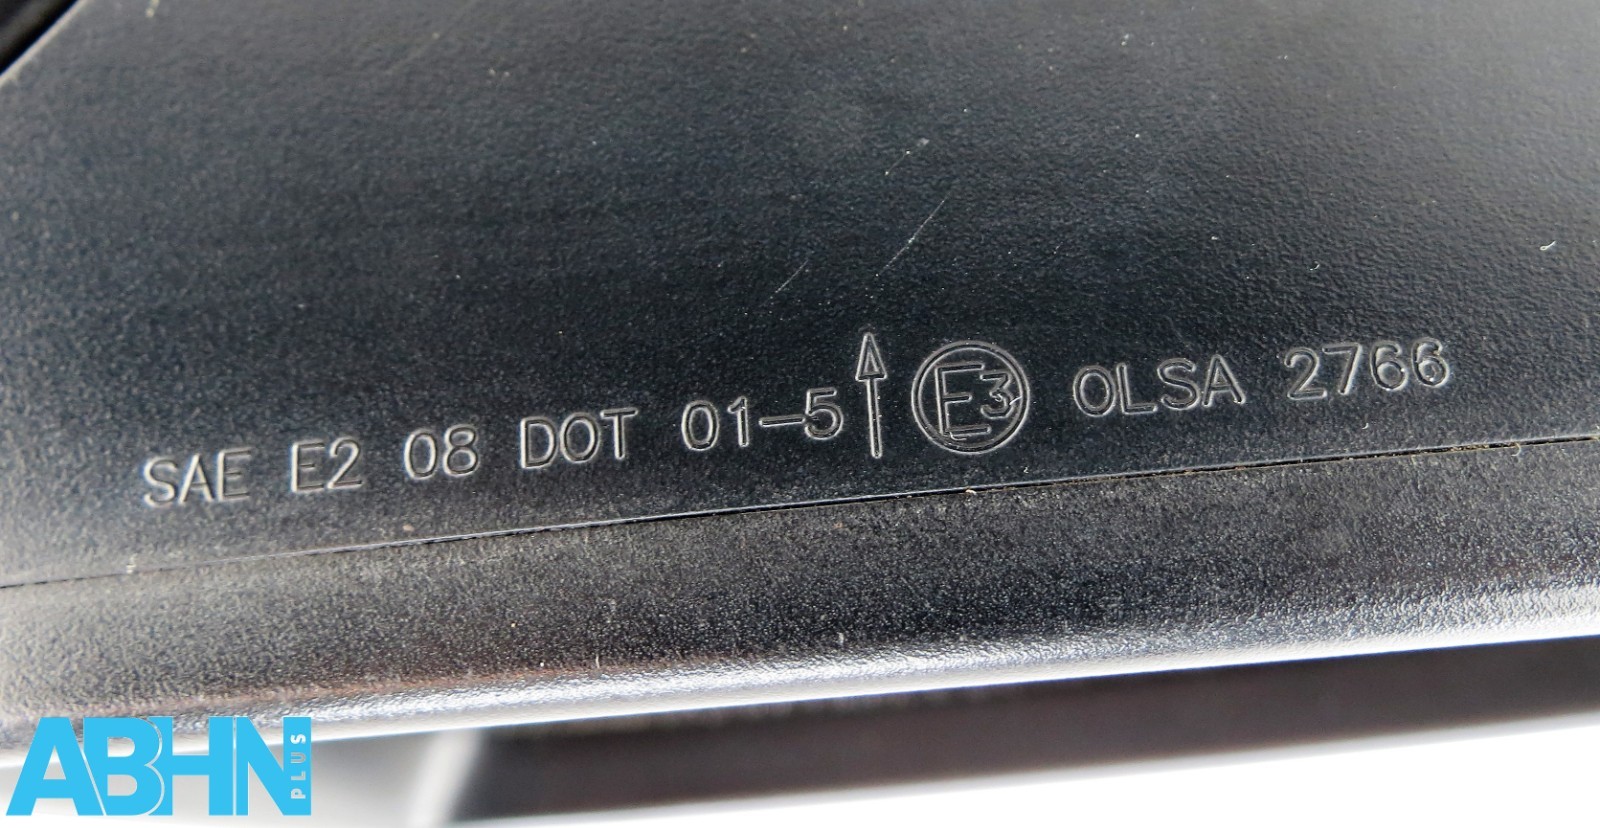 SAE E2 08 DOT 01-5 E3 OLSA 2766
ABHN PLUS